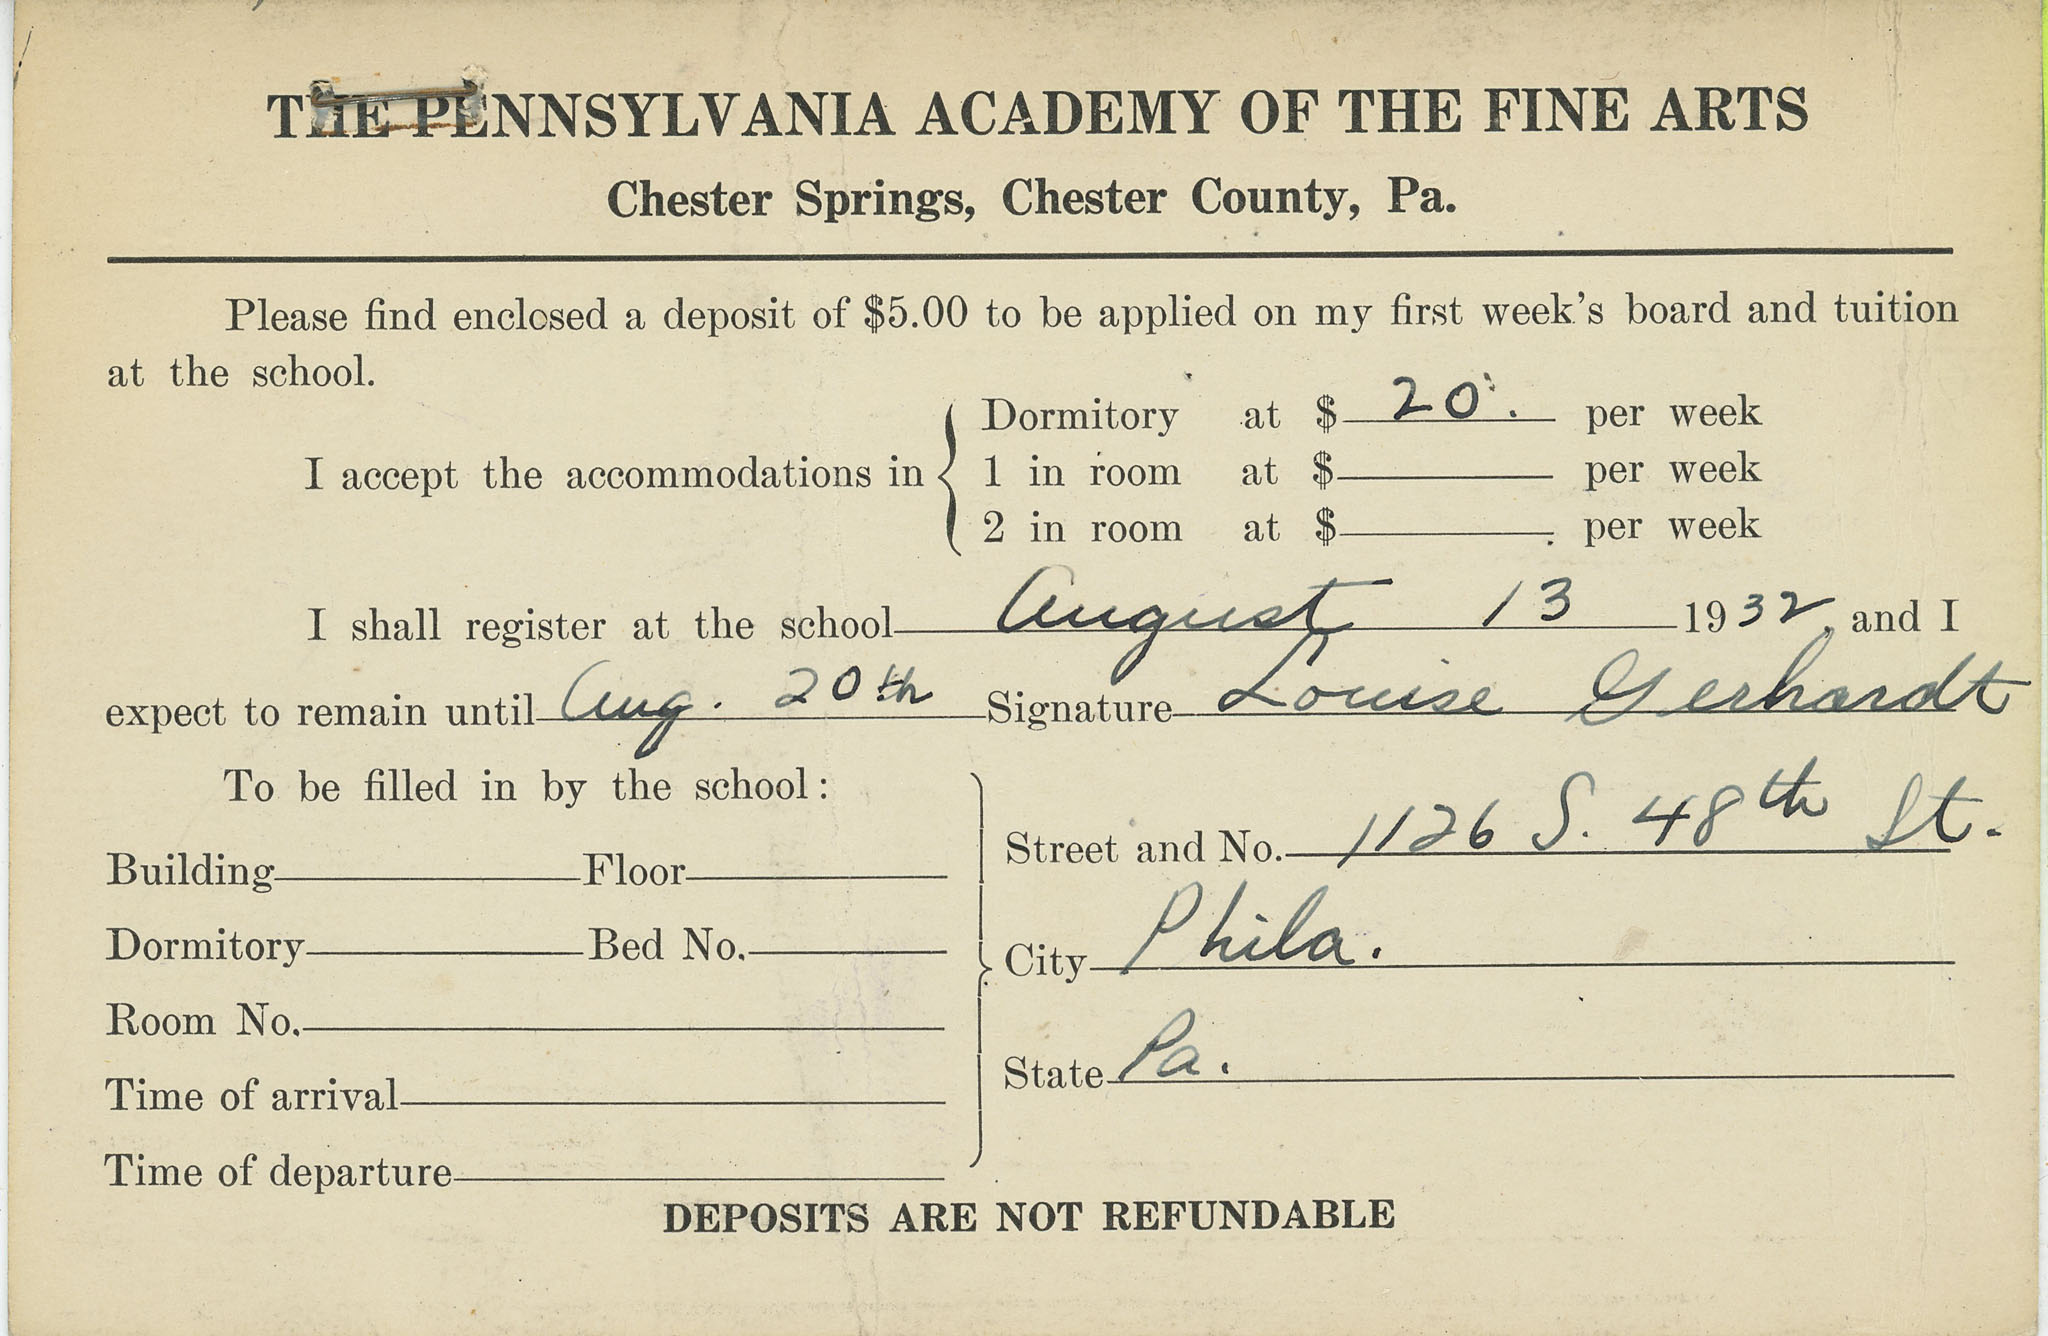 THE PENNSYLVANIA ACADEMY OF THE FINE ARTS
Chester Springs, Chester County, Pa.
Please find enclosed a deposit of $5.00 to be applied on my first week's board and tuition
at the school.
I accept the accommodations in
Dormitory at $ 20. per week
1 in room at $ per week
2 in room at $ per week
I shall register at the school August 13 1932, and I
expect to remain until Aug. 20th Signature Louise Gerhardt
To be filled in by the school:
Building Floor
Dormitory Bed No.
Room No.
Time of arrival
Time of departure
Street and No. 1126 S. 48th St.
City Phila.
State Pa.
DEPOSITS ARE NOT REFUNDABLE